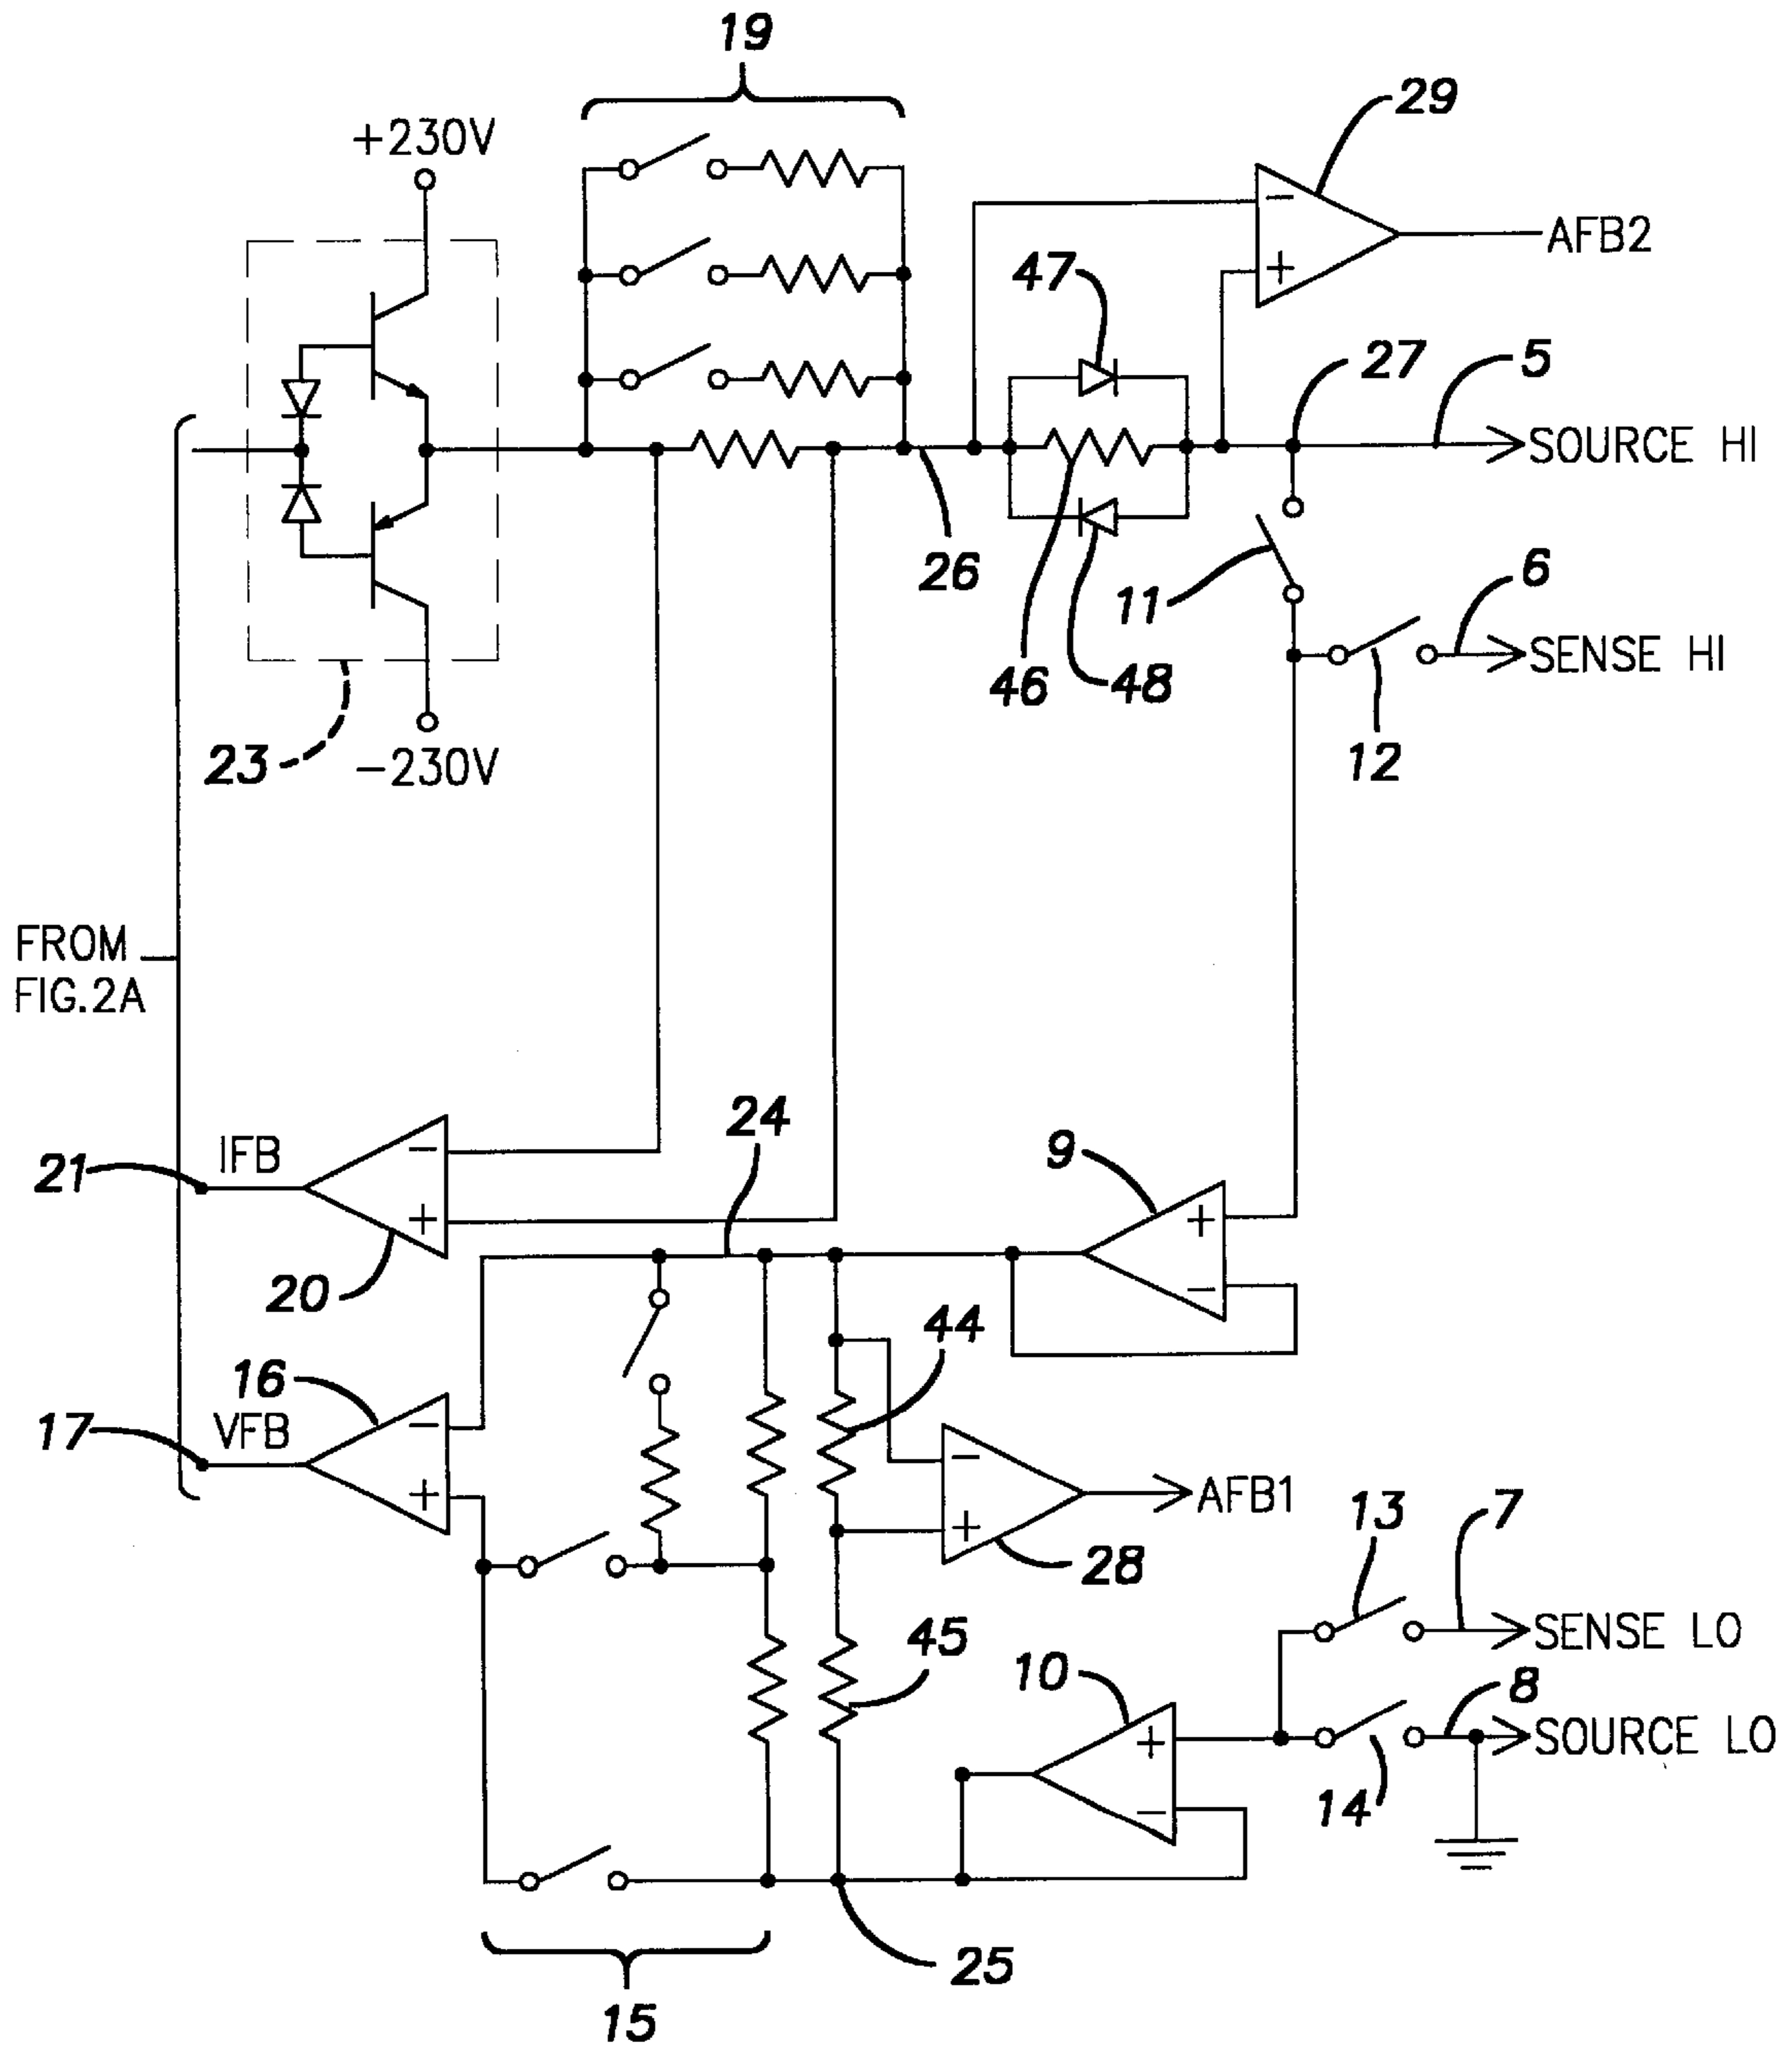 19
+230V
29
AFB2
47
27
5
SOURCE HI
26
11
6
SENSE HI
46
48
12
23
-230V
FROM
FIG.2A
24
9
21
IFB
20
44
16
17
VFB
AFB1
13
7
28
SENSE LO
45
10
8
SOURCE LO
14
25
15